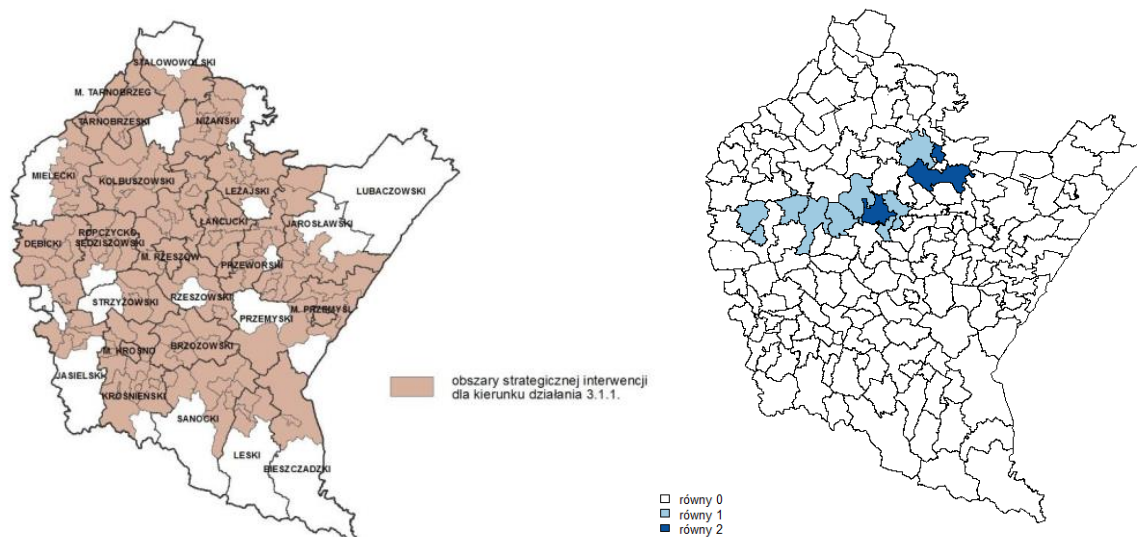 STALOWOWOLSKI
M. TARNOBRZEG
TARNOBRZESKI
NIŻAŃSKI
MIELECKI
KOLBUSZOWSKI
LEŻAJSKI
LUBACZOWSKI
ŁAŃCUCKI
JAROSŁAWSKI
ROPCZYCKO
DĘBICKI
SĘDZISZOWSKI
M. RZESZÓW
PRZEWORSKI
STRZYŻOWSKI
RZESZOWSKI
M. PRZEMYŚL
PRZEMYSKI
M. KROSNO
BRZOZOWSKI
JASIELSKI
KROŚNIEŃSKI
SANOCKI
LESKI
BIESZCZADZKI
obszary strategicznej interwencji
dla kierunku działania 3.1.1.
równy 0
równy 1
równy 2